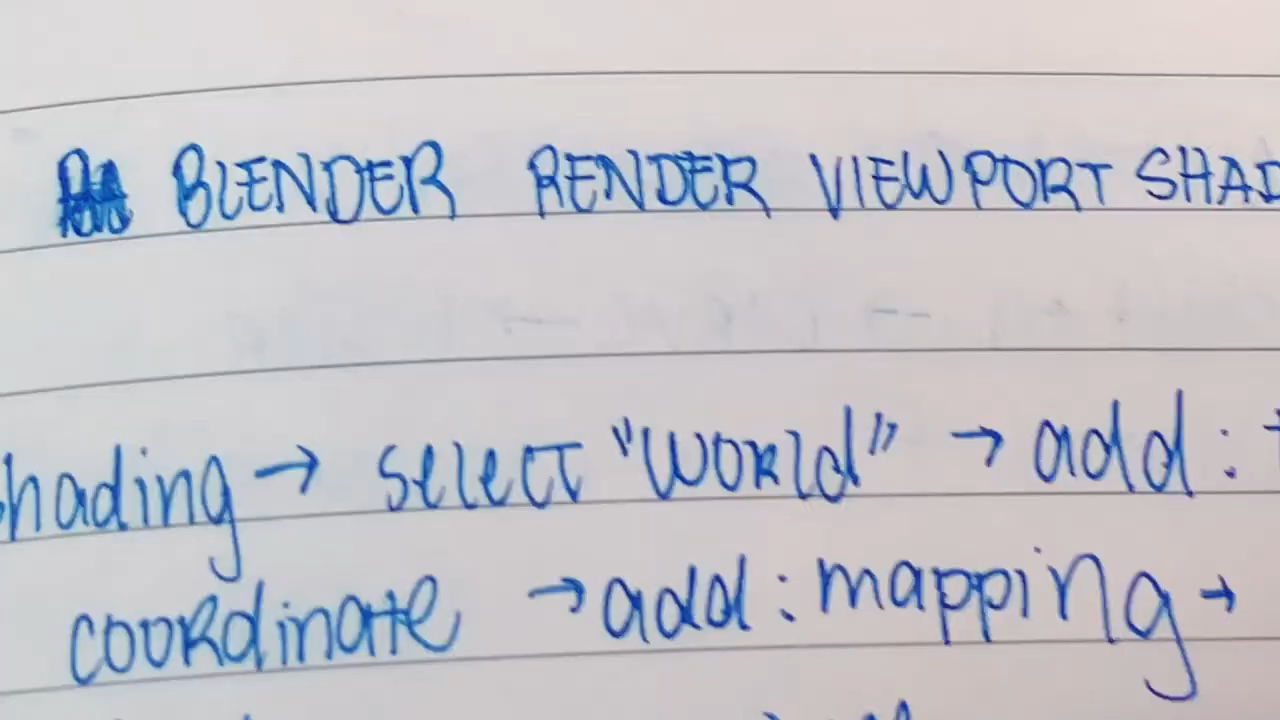 BLENDER RENDER VIEWPORT SHAD
hading → select "World" → add :
coordinate → add : mapping →